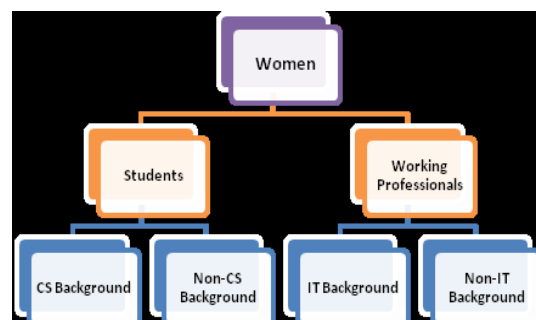 Women
Students
Working
Professionals
CS Background
Non-CS
Background
IT Background
Non-IT
Background